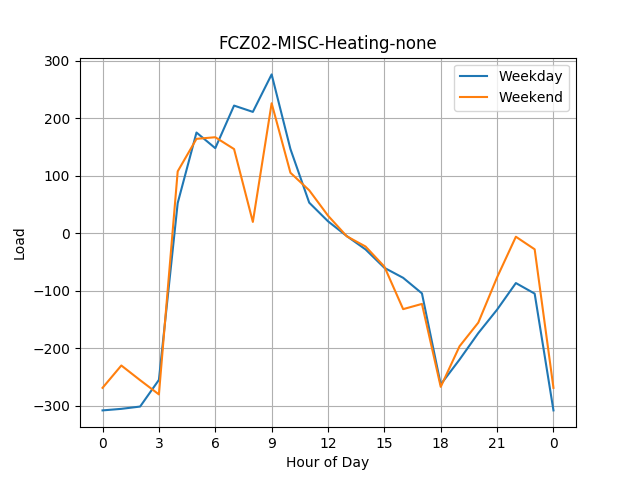 FCZ02-MISC-Heating-none
Weekday
Weekend
Load
300
200
100
0
−100
−200
−300
0 3 6 9 12 15 18 21 0
Hour of Day